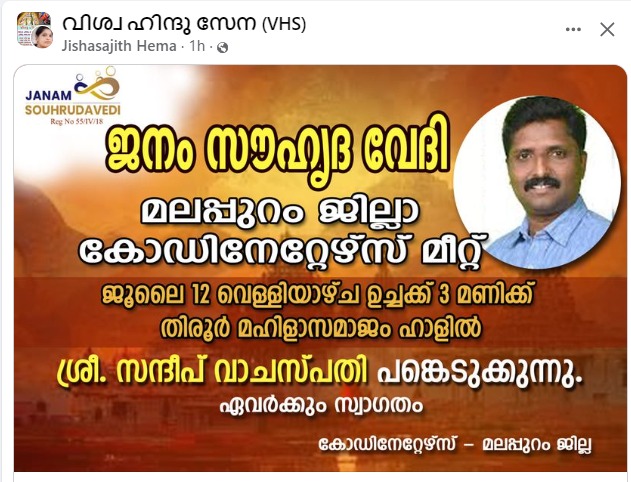 വിശ്വ ഹിന്ദു സേന (VHS)
Jishasajith Hema · 1h ·
JANAM
SOUHRUDAVEDI
Reg No 55/IV/18
ജനം സൗഹൃദ വേദി
മലപ്പുറം ജില്ലാ
കോഡിനേറ്റേഴ്സ് മീറ്റ്
ജൂലൈ 12 വെള്ളിയാഴ്ച ഉച്ചക്ക് 3 മണിക്ക്
തിരൂർ മഹിളാസമാജം ഹാളിൽ
ശ്രീ. സന്ദീപ് വാചസ്പതി പങ്കെടുക്കുന്നു.
ഏവർക്കും സ്വാഗതം
കോഡിനേറ്റേഴ്സ് – മലപ്പുറം ജില്ല